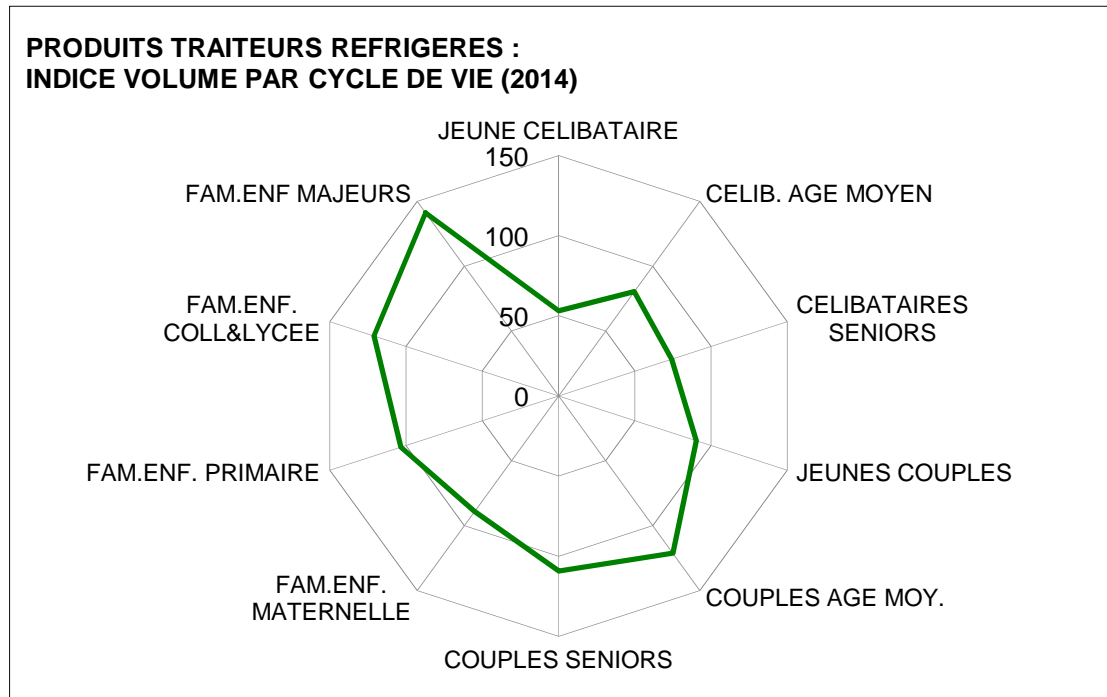 PRODUITS TRAITEURS REFRIGERES :
INDICE VOLUME PAR CYCLE DE VIE (2014)
JEUNE CELIBATAIRE
150
FAM.ENF MAJEURS
CELIB. AGE MOYEN
100
FAM.ENF.
COLL&LYCEE
CELIBATAIRES
SENIORS
50
0
FAM.ENF. PRIMAIRE
JEUNES COUPLES
FAM.ENF.
MATERNELLE
COUPLES AGE MOY.
COUPLES SENIORS